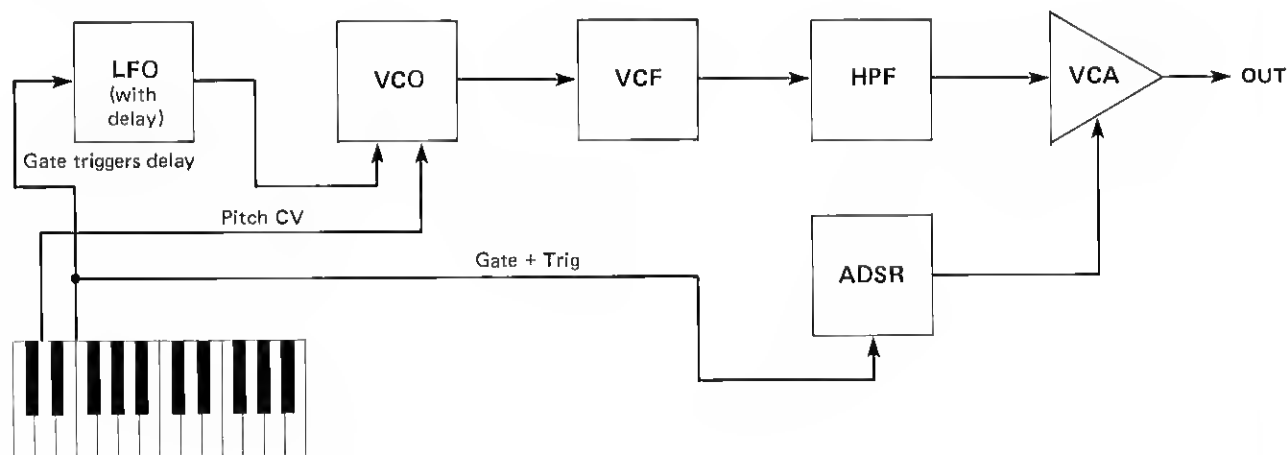 LFO
(with
delay)
VCO
VCF
HPF
VCA
OUT
Gate triggers delay
Pitch CV
Gate + Trig
ADSR